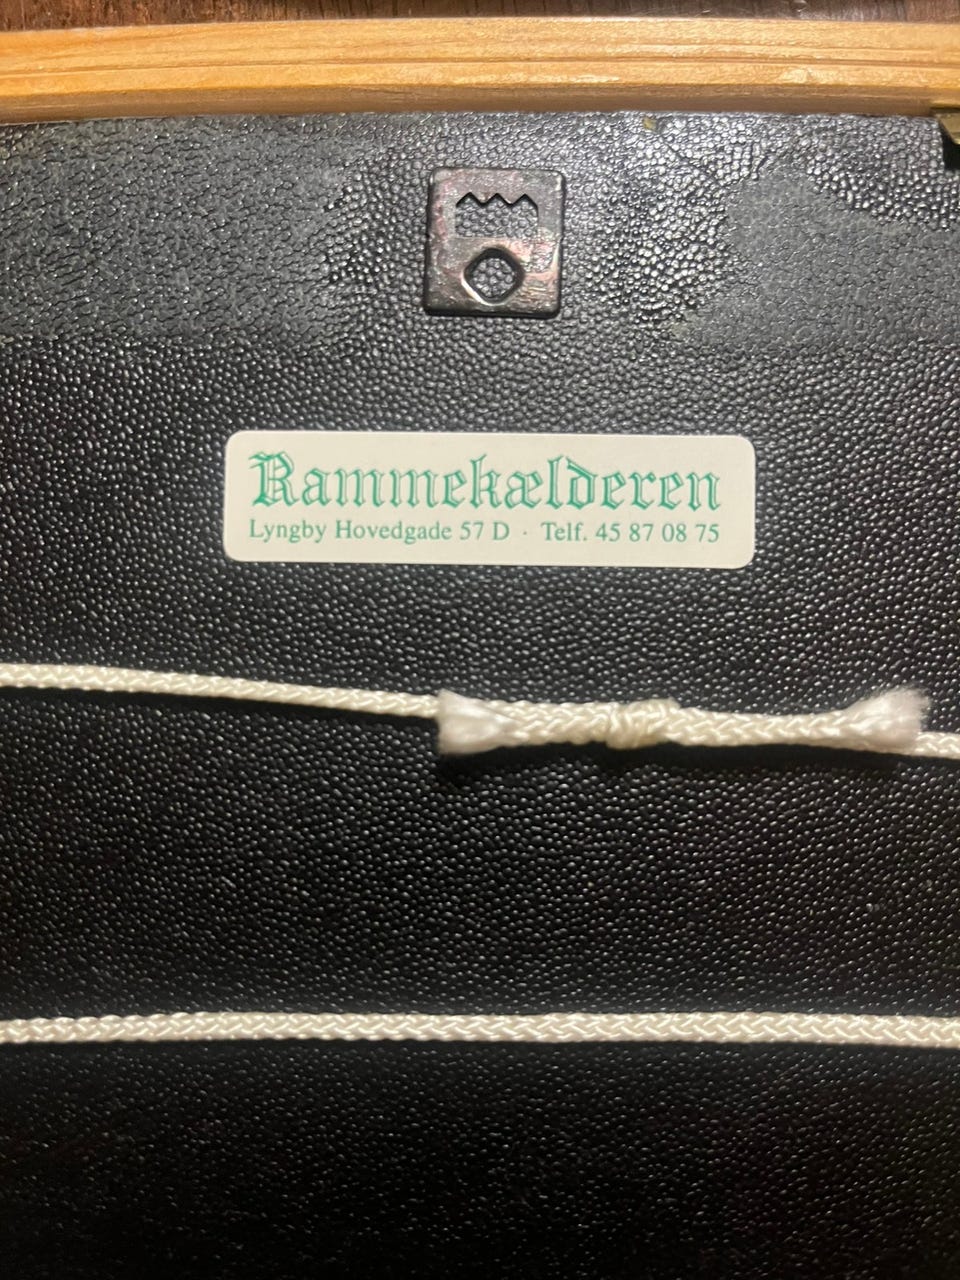 Rammekælderen
Lyngby Hovedgade 57 D · Telf. 45 87 08 75